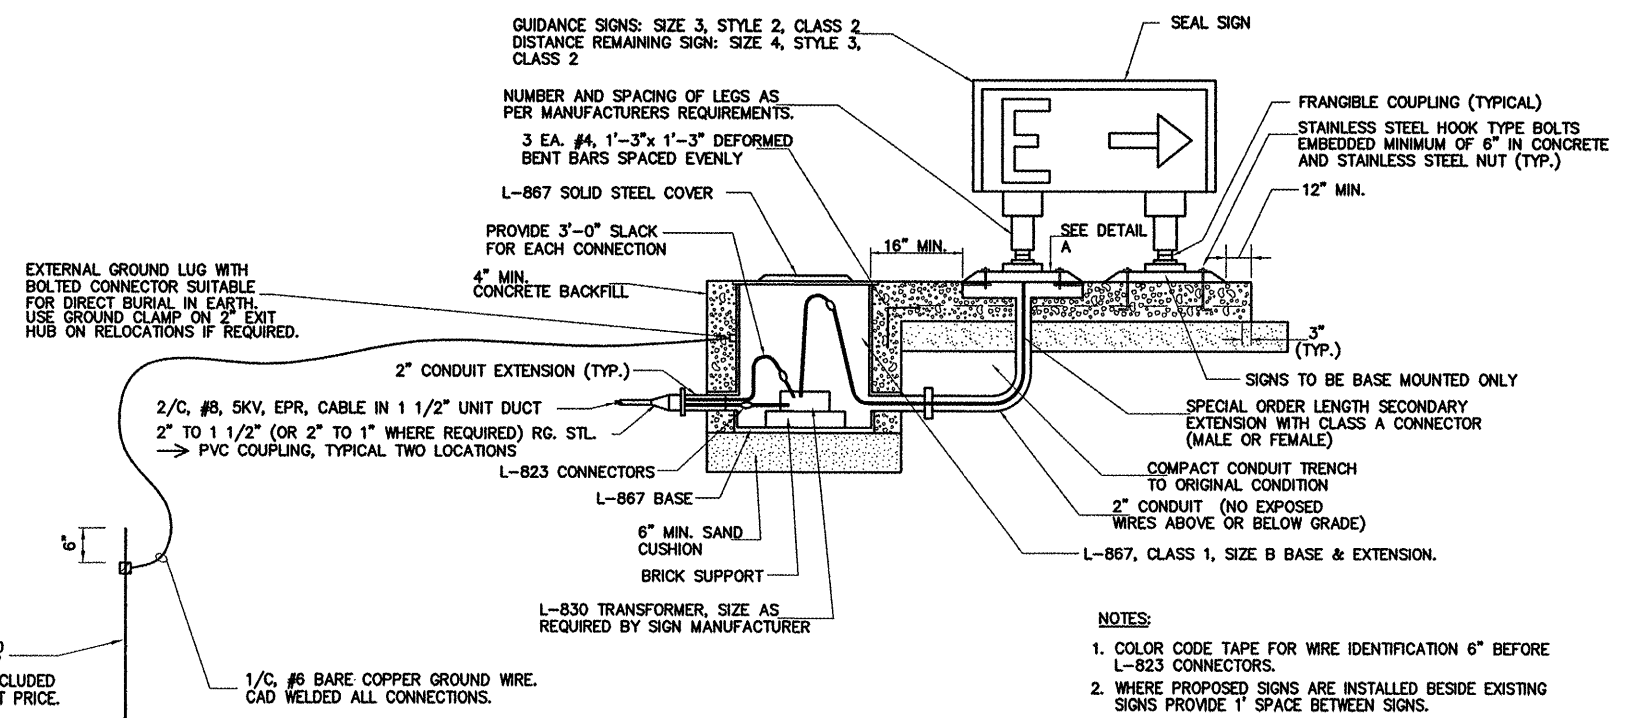 GUIDANCE SIGNS: SIZE 3, STYLE 2, CLASS 2
DISTANCE REMAINING SIGN: SIZE 4, STYLE 3,
CLASS 2
SEAL SIGN
NUMBER AND SPACING OF LEGS AS
PER MANUFACTURERS REQUIREMENTS.
3 EA. #4, 1'-3"x 1'-3" DEFORMED
BENT BARS SPACED EVENLY
L-867 SOLID STEEL COVER
PROVIDE 3'-0" SLACK
FOR EACH CONNECTION
4" MIN.
CONCRETE BACKFILL
E
FRANGIBLE COUPLING (TYPICAL)
STAINLESS STEEL HOOK TYPE BOLTS
EMBEDDED MINIMUM OF 6" IN CONCRETE
AND STAINLESS STEEL NUT (TYP.)
12" MIN.
16" MIN.
SEE DETAIL
A
EXTERNAL GROUND LUG WITH
BOLTED CONNECTOR SUITABLE
FOR DIRECT BURIAL IN EARTH.
USE GROUND CLAMP ON 2" EXIT
HUB ON RELOCATIONS IF REQUIRED.
3"
(TYP.)
2" CONDUIT EXTENSION (TYP.)
2/C, #8, 5KV, EPR, CABLE IN 1 1/2" UNIT DUCT
2" TO 1 1/2" (OR 2" TO 1" WHERE REQUIRED) RG. STL.
PVC COUPLING, TYPICAL TWO LOCATIONS
L-823 CONNECTORS
L-867 BASE
6" MIN. SAND
CUSHION
BRICK SUPPORT
L-830 TRANSFORMER, SIZE AS
REQUIRED BY SIGN MANUFACTURER
SIGNS TO BE BASE MOUNTED ONLY
SPECIAL ORDER LENGTH SECONDARY
EXTENSION WITH CLASS A CONNECTOR
(MALE OR FEMALE)
COMPACT CONDUIT TRENCH
TO ORIGINAL CONDITION
2" CONDUIT (NO EXPOSED
WIRES ABOVE OR BELOW GRADE)
L-867, CLASS 1, SIZE B BASE & EXTENSION.
6"
CLUDED
T PRICE.
1/C, #6 BARE COPPER GROUND WIRE.
CAD WELDED ALL CONNECTIONS.
NOTES:
1. COLOR CODE TAPE FOR WIRE IDENTIFICATION 6" BEFORE
L-823 CONNECTORS.
2. WHERE PROPOSED SIGNS ARE INSTALLED BESIDE EXISTING
SIGNS PROVIDE 1' SPACE BETWEEN SIGNS.